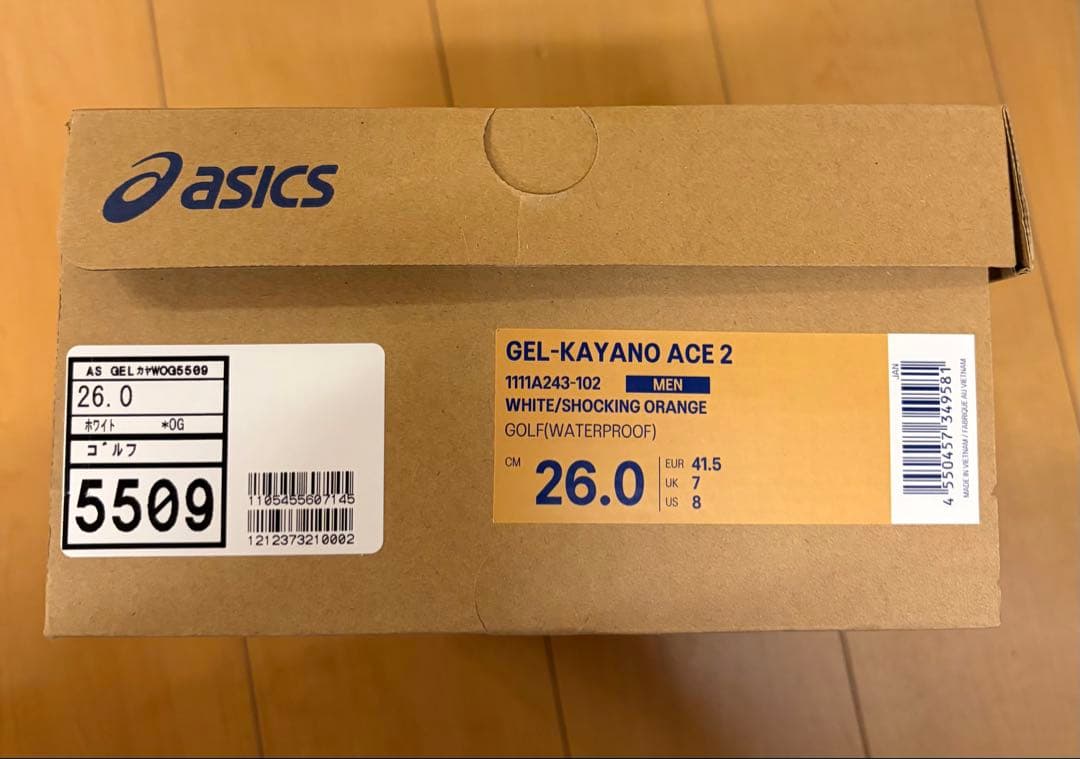 asics
AS GELカヤWOG5509
26.0
ホワイト *OG
ゴルフ
5509
1105455607145
1212373210002
GEL-KAYANO ACE 2
1111A243-102 MEN
WHITE/SHOCKING ORANGE
GOLF(WATERPROOF)
CM 26.0
EUR 41.5
UK 7
US 8
JAN
4 550457 349581
MADE IN VIETNAM / FABRIQUÉ AU VIETNAM